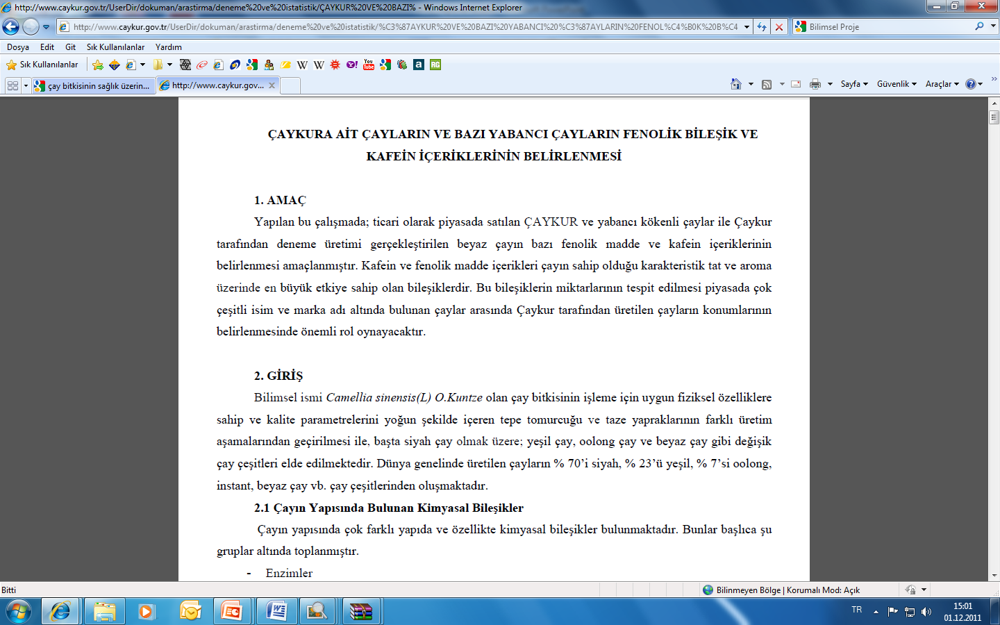 http://www.caykur.gov.tr/UserDir/dokuman/arastirma/deneme%20ve%20istatistik/ÇAYKUR%20VE%20BAZI% - Windows Internet Explorer
http://www.caykur.gov.tr/UserDir/dokuman/arastirma/deneme%20ve%20istatistik/%C3%87AYKUR%20VE%20BAZI%20YABANCI%20%C3%87AYLARIN%20FENOL%C4%B0K%20B%C4
Bilimsel Proje
Dosya Edit Git Sık Kullanılanlar Yardım
Sık Kullanılanlar
W W Y! You Tube a RG
çay bitkisinin sağlık üzerin...
http://www.caykur.gov...
Sayfa Güvenlik Araçlar
ÇAYKURA AİT ÇAYLARIN VE BAZI YABANCI ÇAYLARIN FENOLİK BİLEŞİK VE
KAFEİN İÇERİKLERİNİN BELİRLENMESİ
1. AMAÇ
Yapılan bu çalışmada; ticari olarak piyasada satılan ÇAYKUR ve yabancı kökenli çaylar ile Çaykur
tarafından deneme üretimi gerçekleştirilen beyaz çayın bazı fenolik madde ve kafein içeriklerinin
belirlenmesi amaçlanmıştır. Kafein ve fenolik madde içerikleri çayın sahip olduğu karakteristik tat ve aroma
üzerinde en büyük etkiye sahip olan bileşiklerdir. Bu bileşiklerin miktarlarının tespit edilmesi piyasada çok
çeşitli isim ve marka adı altında bulunan çaylar arasında Çaykur tarafından üretilen çayların konumlarının
belirlenmesinde önemli rol oynayacaktır.
2. GİRİŞ
Bilimsel ismi Camellia sinensis(L) O.Kuntze olan çay bitkisinin işleme için uygun fiziksel özelliklere
sahip ve kalite parametrelerini yoğun şekilde içeren tepe tomurcuğu ve taze yapraklarının farklı üretim
aşamalarından geçirilmesi ile, başta siyah çay olmak üzere; yeşil çay, oolong çay ve beyaz çay gibi değişik
çay çeşitleri elde edilmektedir. Dünya genelinde üretilen çayların % 70’i siyah, % 23’ü yeşil, % 7’si oolong,
instant, beyaz çay vb. çay çeşitlerinden oluşmaktadır.
2.1 Çayın Yapısında Bulunan Kimyasal Bileşikler
Çayın yapısında çok farklı yapıda ve özellikte kimyasal bileşikler bulunmaktadır. Bunlar başlıca şu
gruplar altında toplanmıştır.
- Enzimler
Bitti
Bilinmeyen Bölge | Korumalı Mod: Açık
TR
15:01
01.12.2011